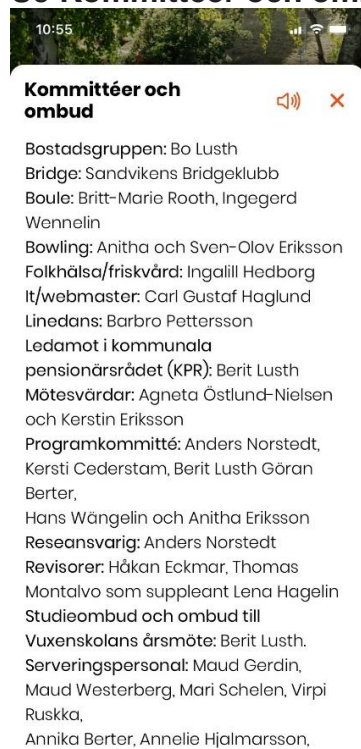 10:55
Kommittéer och
ombud
Bostadsgruppen: Bo Lusth
Bridge: Sandvikens Bridgeklubb
Boule: Britt-Marie Rooth, Ingegerd
Wennelin
Bowling: Anitha och Sven-Olov Eriksson
Folkhälsa/friskvård: Ingalill Hedborg
It/webmaster: Carl Gustaf Haglund
Linedans: Barbro Pettersson
Ledamot i kommunala
pensionärsrådet (KPR): Berit Lusth
Mötesvärdar: Agneta Östlund-Nielsen
och Kerstin Eriksson
Programkommitté: Anders Norstedt,
Kersti Cederstam, Berit Lusth Göran
Berter,
Hans Wängelin och Anitha Eriksson
Reseansvarig: Anders Norstedt
Revisorer: Håkan Eckmar, Thomas
Montalvo som suppleant Lena Hagelin
Studieombud och ombud till
Vuxenskolans årsmöte: Berit Lusth.
Serveringspersonal: Maud Gerdin,
Maud Westerberg, Mari Schelen, Virpi
Ruskka,
Annika Berter, Annelie Hjalmarsson,